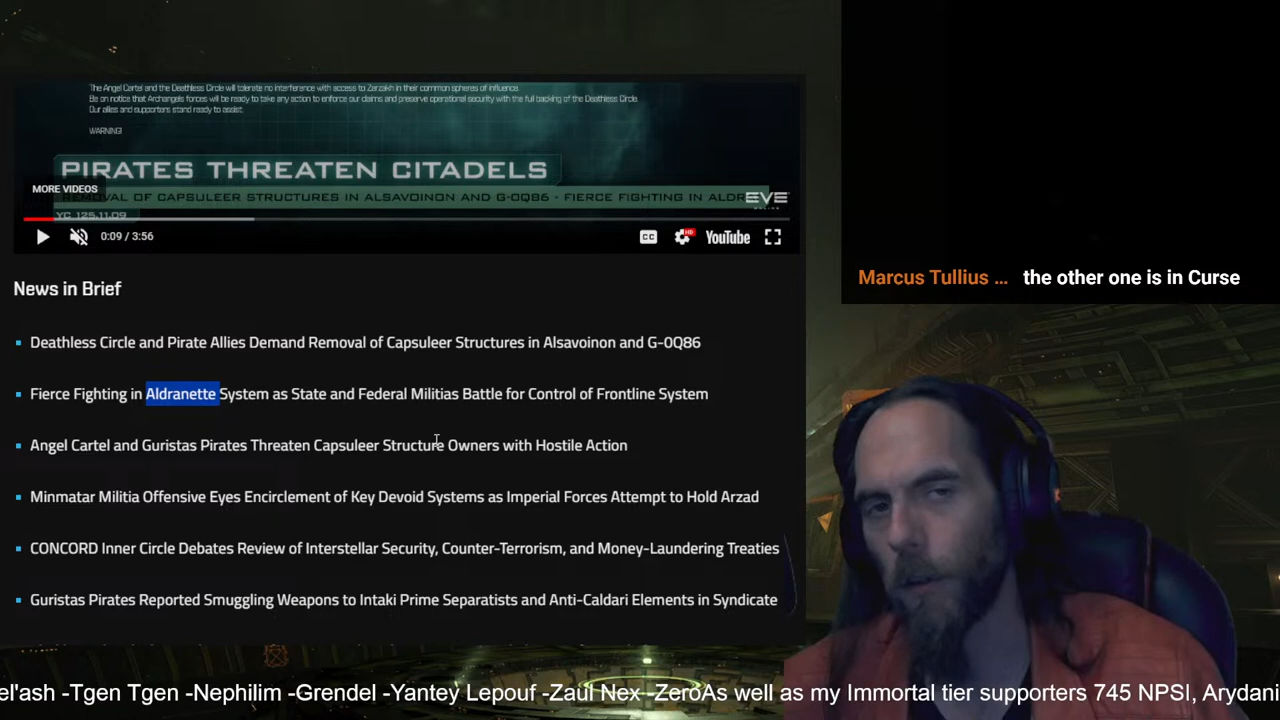 The Angel Cartel and the Deathless Circle will tolerate no interference with access to Zarzakh in their common spheres of influence.
Be on notice that Archangels forces will be ready to take any action to enforce our claims and preserve operational security with the full backing of the Deathless Circle.
Our allies and supporters stand ready to assist.
WARNING!
PIRATES THREATEN CITADELS
MORE VIDEOS
REMOVAL OF CAPSULEER STRUCTURES IN ALSAVOINON AND G-0Q86 - FIERCE FIGHTING IN ALDR
EVE
YC 125.11.09
0:09 / 3:56
CC
HD
YouTube
News in Brief
Deathless Circle and Pirate Allies Demand Removal of Capsuleer Structures in Alsavoinon and G-0Q86
Fierce Fighting in Aldranette System as State and Federal Militias Battle for Control of Frontline System
Angel Cartel and Guristas Pirates Threaten Capsuleer Structure Owners with Hostile Action
Minmatar Militia Offensive Eyes Encirclement of Key Devoid Systems as Imperial Forces Attempt to Hold Arzad
CONCORD Inner Circle Debates Review of Interstellar Security, Counter-Terrorism, and Money-Laundering Treaties
Guristas Pirates Reported Smuggling Weapons to Intaki Prime Separatists and Anti-Caldari Elements in Syndicate
Marcus Tullius ... the other one is in Curse
el'ash -Tgen Tgen -Nephilim -Grendel -Yantey Lepouf -Zaul Nex -ZeroAs well as my Immortal tier supporters 745 NPSI, Arydani